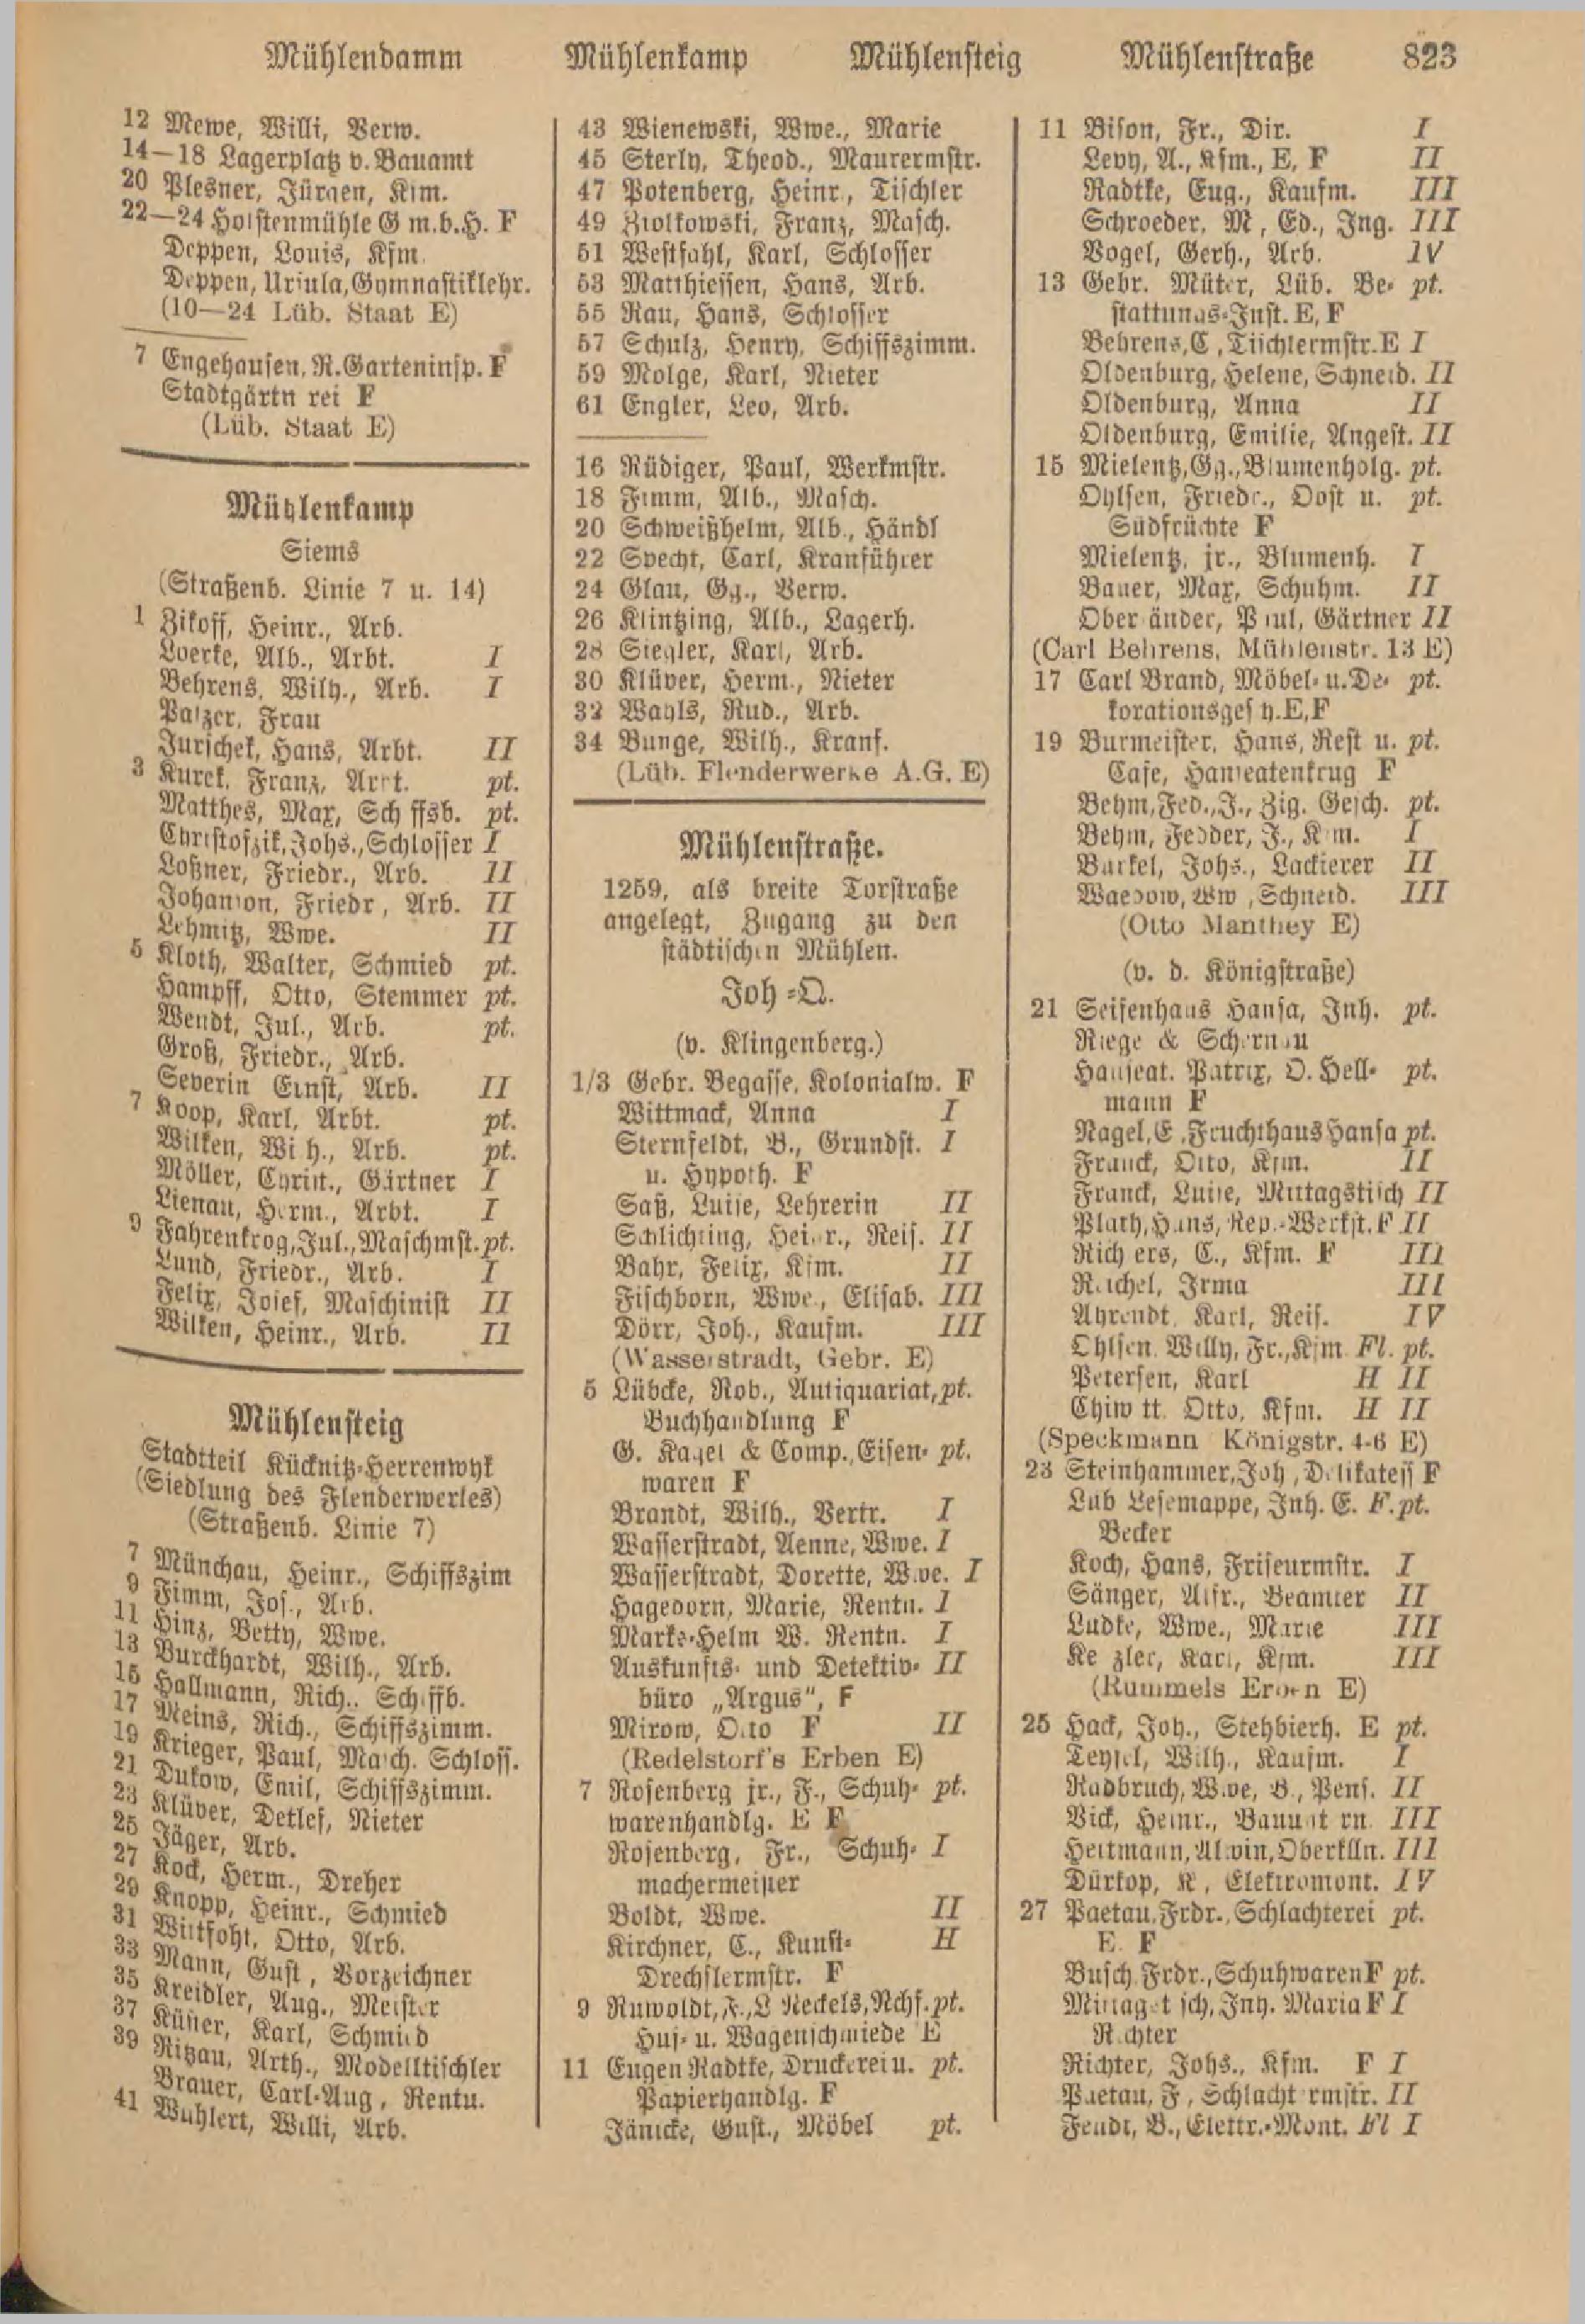 Mühlendamm Mühlenkamp Mühlensteig Mühlenstraße 823
12 Mewe, Willi, Verw.
14—18 Lagerplatz v. Bauamt
20 Plesner, Jürgen, Kfm.
22—24 Holstenmühle G m.b.H. F
Deppen, Louis, Kfm
Deppen, Ursula, Gymnastiklehr.
(10—24 Lüb. Staat E)
7 Engehausen, R. Garteninsp. F
Stadtgärtn rei F
(Lüb. Staat E)
Mühlenkamp
Siems
(Straßenb. Linie 7 u. 14)
1 Zikoff, Heinr., Arb.
Loerke, Alb., Arbt. I
Behrens, Wilh., Arb. I
Palzer, Frau
Jurschek, Hans, Arbt. II
3 Kurek, Franz, Arbt. pt.
Matthes, Max, Sch ffsb. pt.
Christofzik, Johs., Schlosser I
Loßner, Friedr., Arb. II
Johannson, Friedr, Arb. II
Lehmitz, Wwe. II
5 Kloth, Walter, Schmied pt.
Hampff, Otto, Stemmer pt.
Wendt, Jul., Arb. pt.
Groß, Friedr., Arb.
Severin Ernst, Arb. II
7 Koop, Karl, Arbt. pt.
Wilken, Wi h., Arb. pt.
Möller, Christ., Gärtner I
Lienau, Herm., Arbt. I
9 Fahrenkrog, Jul., Maschmst. pt.
Lund, Friedr., Arb. I
Felix, Josef, Maschinist II
Wilken, Heinr., Arb. II
Mühlensteig
Stadtteil Kücknitz-Herrenwyk
(Siedlung des Flenderwerkes)
(Straßenb. Linie 7)
7 Münchau, Heinr., Schiffszim
9 Fimm, Jos., Arb.
11 Hinz, Betty, Wwe.
13 Burckhardt, Wilh., Arb.
15 Hallmann, Rich., Schiffb.
17 Meins, Rich., Schiffszimm.
19 Krieger, Paul, Masch. Schloss.
21 Dukow, Emil, Schiffszimm.
23 Klüver, Detlef, Nieter
25 Jäger, Arb.
27 Kock, Herm., Dreher
29 Knopp, Heinr., Schmied
31 Wittfoht, Otto, Arb.
33 Mann, Gust, Vorzeichner
35 Kreidler, Aug., Meister
37 Küster, Karl, Schmied
39 Ritzau, Arth., Modelltischler
Brauer, Carl-Aug, Rentn.
41 Wuhlert, Willi, Arb.
43 Wienewski, Wwe., Marie
45 Sterly, Theod., Maurermstr.
47 Potenberg, Heinr., Tischler
49 Ziolkowski, Franz, Masch.
51 Westfahl, Karl, Schlosser
53 Matthiessen, Hans, Arb.
55 Rau, Hans, Schlosser
57 Schulz, Henry, Schiffszimm.
59 Molge, Karl, Nieter
61 Engler, Leo, Arb.
16 Rüdiger, Paul, Werkmstr.
18 Fimm, Alb., Masch.
20 Schweißhelm, Alb., Händl
22 Specht, Carl, Kranführer
24 Glau, Gg., Verw.
26 Klintzing, Alb., Lagerh.
28 Siegler, Karl, Arb.
30 Klüver, Herm., Nieter
32 Wahls, Rud., Arb.
34 Bunge, Wilh., Kranf.
(Lüb. Flenderwerke A.G. E)
Mühlenstraße.
1259, als breite Torstraße
angelegt, Zugang zu den
städtischen Mühlen.
Joh-Q.
(v. Klingenberg.)
1/3 Gebr. Begasse, Kolonialw. F
Wittmack, Anna I
Sternfeldt, B., Grundst. I
u. Hypoth. F
Saß, Luise, Lehrerin II
Schlichting, Heinr., Reis. II
Bahr, Felix, Kfm. II
Fischborn, Wwe., Elisab. III
Dörr, Joh., Kaufm. III
(Wasserstradt, Gebr. E)
5 Lübcke, Rob., Antiquariat, pt.
Buchhandlung F
G. Kagel & Comp., Eisen- pt.
waren F
Brandt, Wilh., Vertr. I
Wasserstradt, Aenne, Wwe. I
Wasserstradt, Dorette, Wwe. I
Hagedorn, Marie, Rentn. I
Marks-Helm W. Rentn. I
Auskunfts- und Detektiv- II
büro „Argus“, F
Mirow, Otto F II
(Redelstorf's Erben E)
7 Rosenberg jr., F., Schuh- pt.
warenhandlg. E F
Rosenberg, Fr., Schuh- I
machermeister
Boldt, Wwe. II
Kirchner, C., Kunst- H
Drechslermstr. F
9 Ruwoldt, F., L Reckels, Nchf. pt.
Huf- u. Wagenschmiede E
11 Eugen Radtke, Druckerei u. pt.
Papierhandlg. F
Jänicke, Gust., Möbel pt.
11 Bison, Fr., Dir. I
Levy, A., Kfm., E, F II
Radtke, Eug., Kaufm. III
Schroeder, M, Ed., Ing. III
Vogel, Gerh., Arb. IV
13 Gebr. Müter, Lüb. Be- pt.
stattungs-Inst. E, F
Behrens, C, Tischlermstr. E I
Oldenburg, Helene, Schneid. II
Oldenburg, Anna II
Oldenburg, Emilie, Angest. II
15 Mielentz, Gg., Blumenholg. pt.
Ohlsen, Friedr., Obst u. pt.
Südfrüchte F
Mielentz, jr., Blumenh. I
Bauer, Max, Schuhm. II
Ober änder, Paul, Gärtner II
(Carl Behrens, Mühlenstr. 13 E)
17 Carl Brand, Möbel- u. De- pt.
korationsgesch. E, F
19 Burmeister, Hans, Rest u. pt.
Cafe, Hanseatenkrug F
Behm, Fed., J., Zig. Gesch. pt.
Behm, Fedder, J., Kfm. I
Barkel, Johs., Lackierer II
Waedow, Ww, Schneid. III
(Otto Manthey E)
(v. d. Königstraße)
21 Seifenhaus Hansa, Inh. pt.
Riege & Schernau
Hanseat. Patrix, O. Hell- pt.
mann F
Nagel, E, Fruchthaus Hansa pt.
Franck, Otto, Kfm. II
Franck, Luise, Mittagstisch II
Plath, Hans, Rep.-Werkst. F II
Rich ers, C., Kfm. F III
Reichel, Irma III
Ahrendt, Karl, Reis. IV
Ohlsen, Willy, Fr., Kfm Fl. pt.
Petersen, Karl H II
Chiw tt Otto, Kfm. H II
(Speckmann Königstr. 4-6 E)
23 Steinhammer, Joh, Delikatess F
Lüb Lesemappe, Inh. E. F. pt.
Becker
Koch, Hans, Friseurmstr. I
Sänger, Alfr., Beamter II
Ludke, Wwe., Marie III
Ke zler, Karl, Kfm. III
(Rummels Erben E)
25 Hack, Joh., Stehbierh. E pt.
Teysel, Wilh., Kaufm. I
Radbruch, Wwe, B., Pens. II
Vick, Heinr., III
Heitmann, Alwin, Oberklln. III
Dürkop, K, Elektromont. IV
27 Paetau, Frdr., Schlachterei pt.
E. F
Busch Frdr., Schuhwaren F pt.
Mittagst sch, Inh. Maria F I
Richter
Richter, Johs., Kfm. F I
Paetau, F, Schlacht rmstr. II
Fendt, B., Elektr.-Mont. Fl I